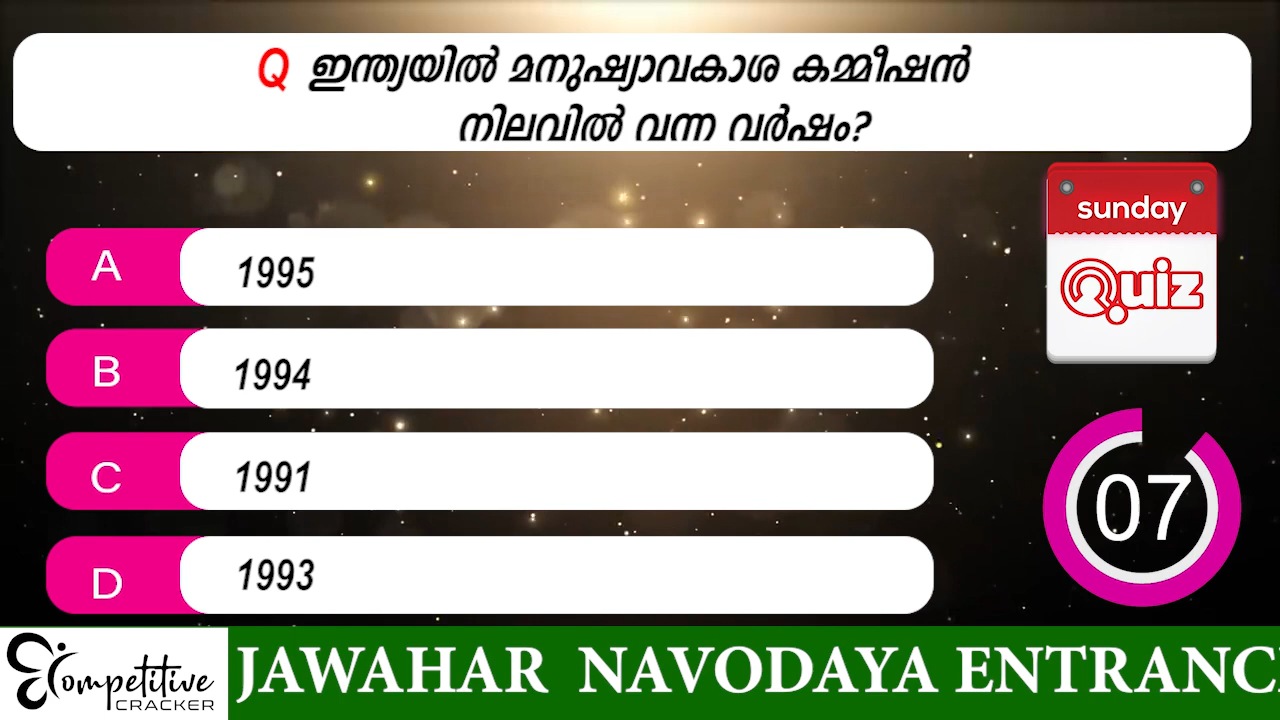 Q ഇന്ത്യയിൽ മനുഷ്യാവകാശ കമ്മീഷൻ
നിലവിൽ വന്ന വർഷം?
sunday
Quiz
A 1995
B 1994
C 1991
D 1993
07
Competitive
CRACKER
JAWAHAR NAVODAYA ENTRANC